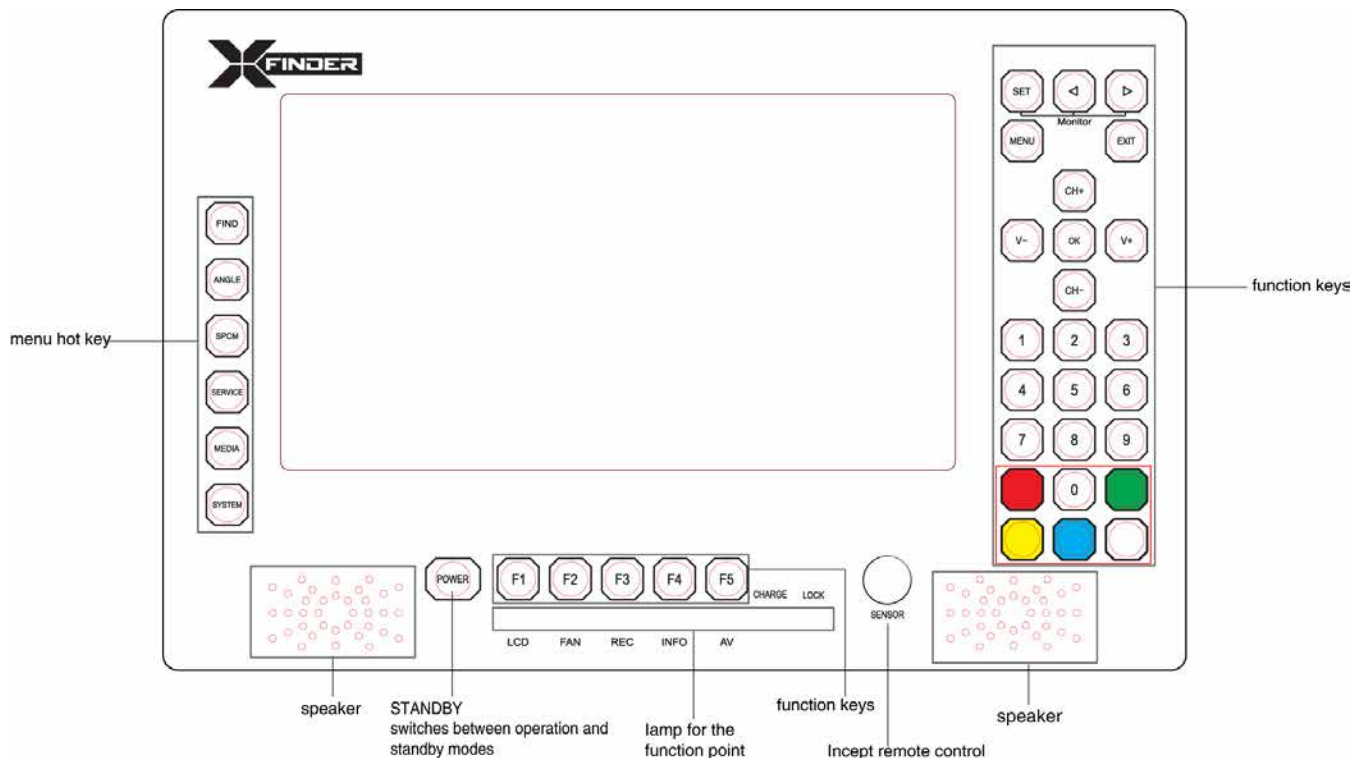 XFINDER
SET
Monitor
MENU
EXIT
CH+
V-
OK
V+
CH-
1
2
3
4
5
6
7
8
9
0
FIND
ANGLE
SPCM
SERVICE
MEDIA
SYSTEM
menu hot key
function keys
POWER
F1
F2
F3
F4
F5
CHARGE
LOCK
SENSOR
LCD
FAN
REC
INFO
AV
speaker
STANDBY
switches between operation and
standby modes
lamp for the
function point
function keys
Incept remote control
speaker